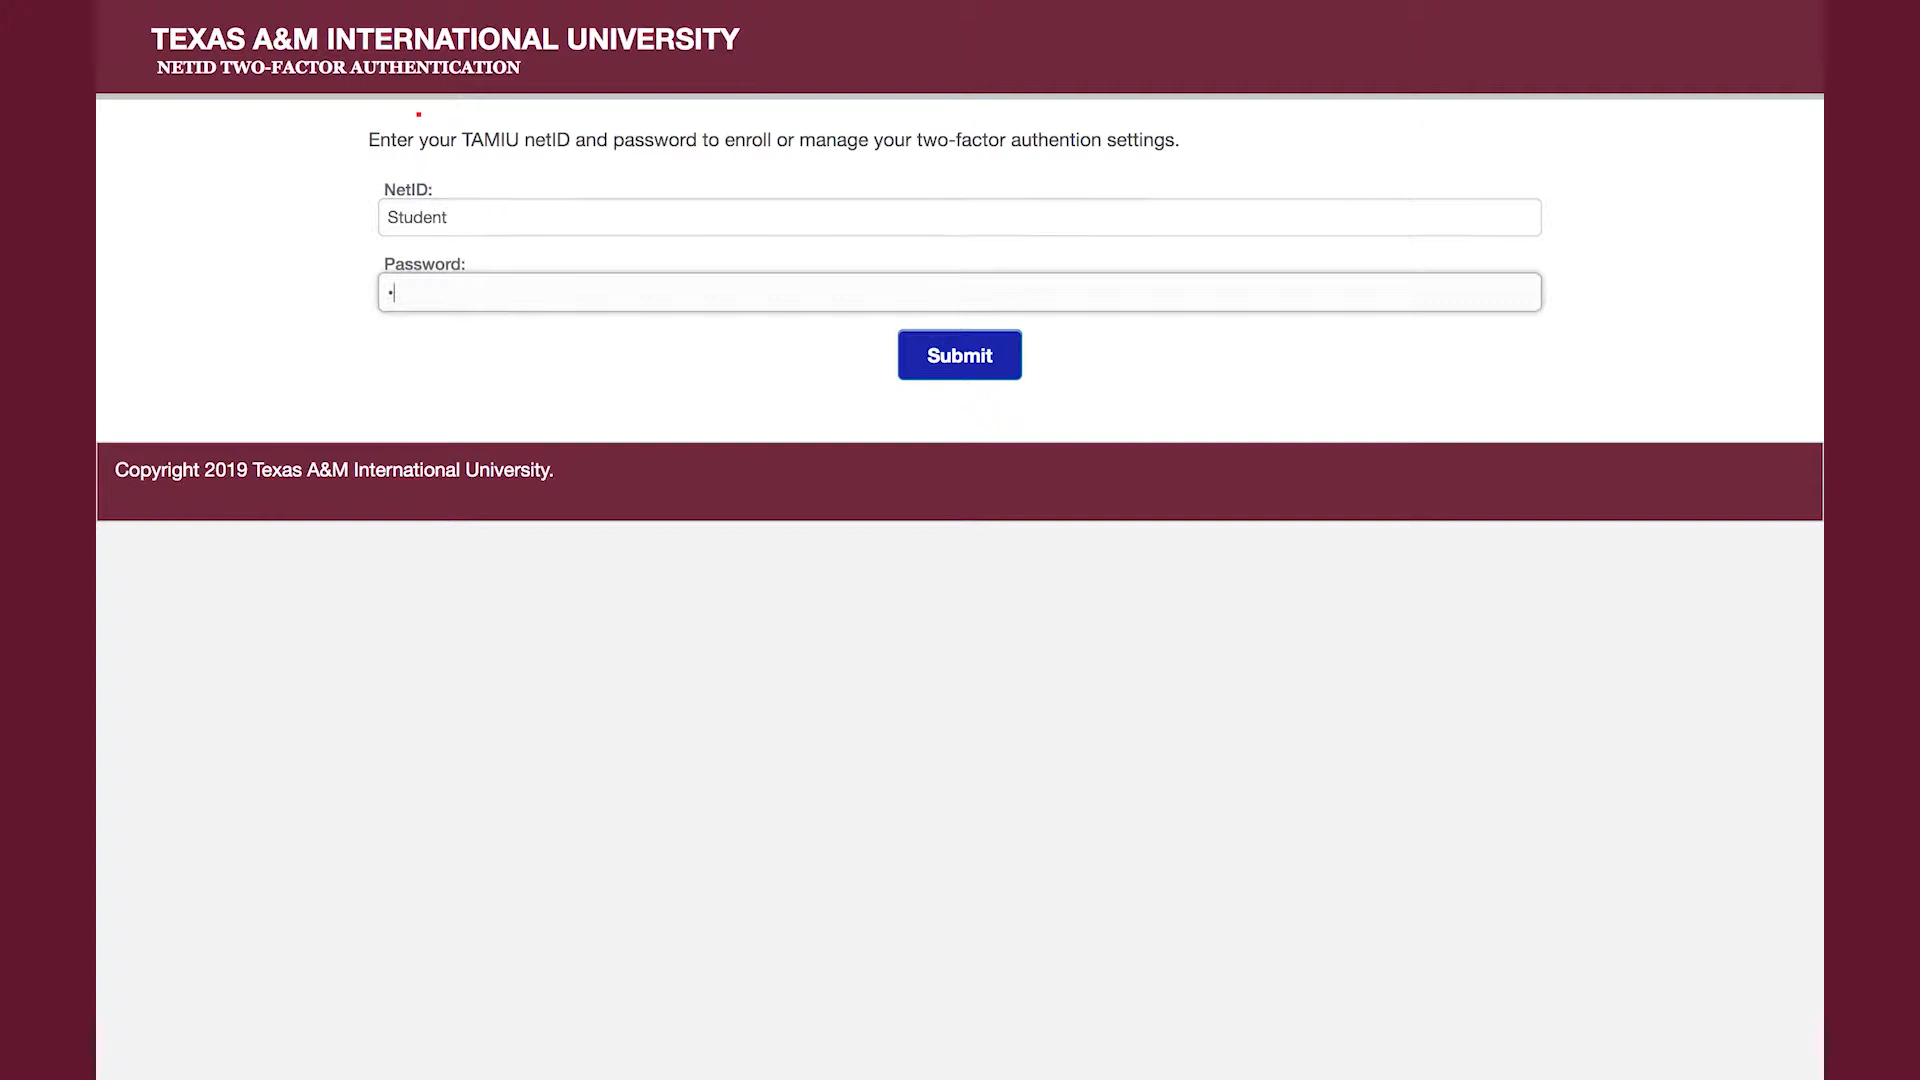 TEXAS A&M INTERNATIONAL UNIVERSITY
NETID TWO-FACTOR AUTHENTICATION
Enter your TAMIU netID and password to enroll or manage your two-factor authention settings.
NetID:
Student
Password:
•
Submit
Copyright 2019 Texas A&M International University.